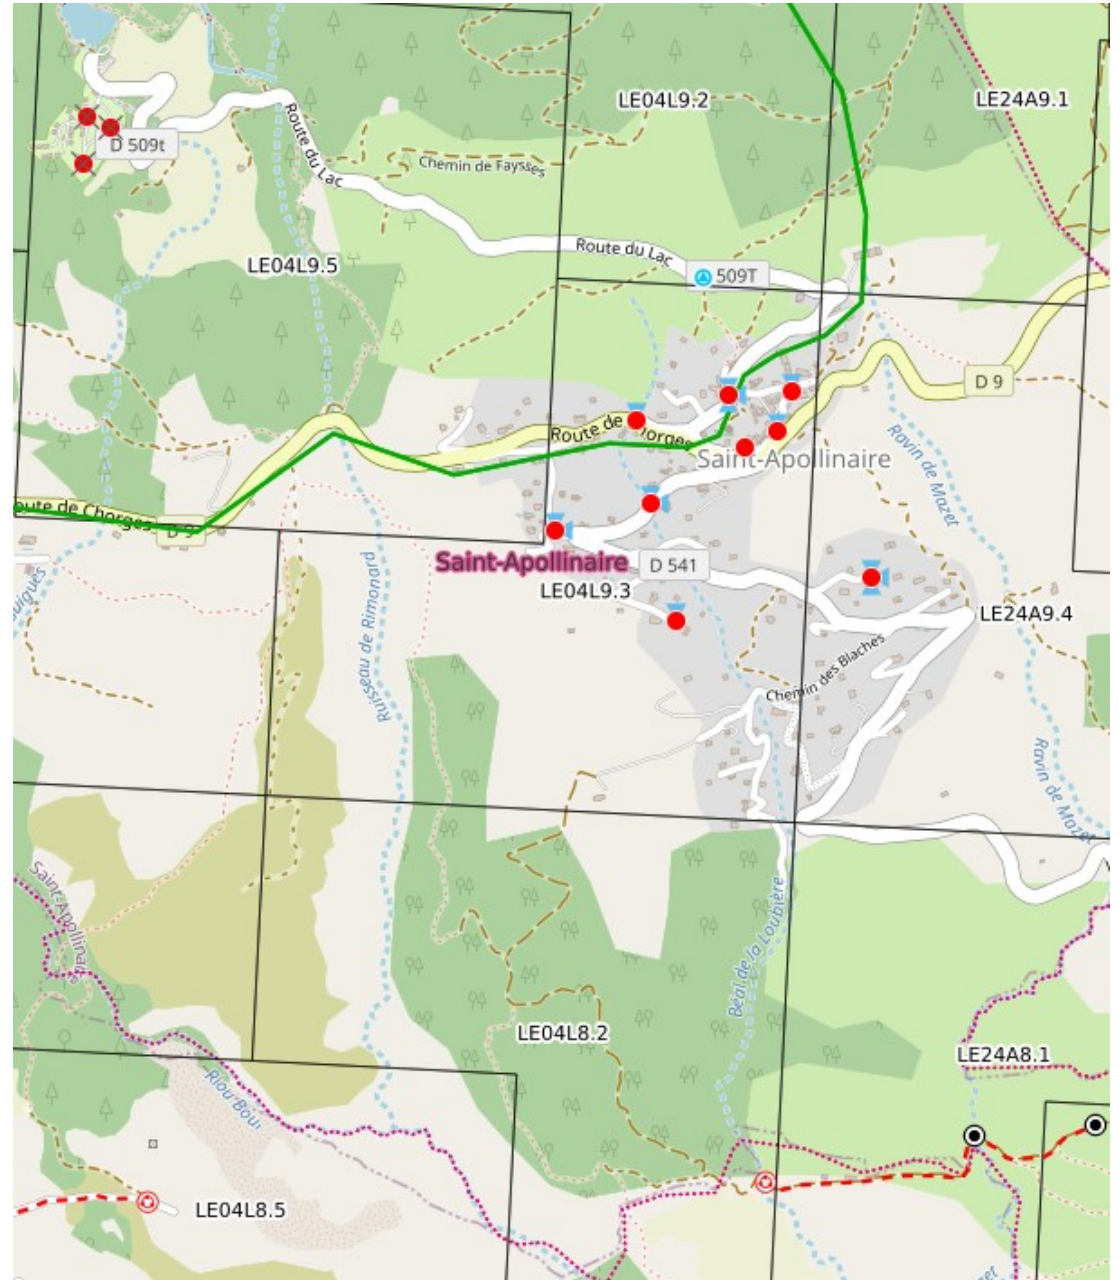 LE04L9.2
LE24A9.1
D 509t
Route du Lac
Chemin de Faysses
Route du Lac
LE04L9.5
509T
D 9
Route de Chorges
Saint-Apollinaire
Ravin de Mazet
Route de Chorges
D 9
Saint-Apollinaire
D 541
LE04L9.3
LE24A9.4
Ruisseau de Rimonard
Chemin des Blaches
Ravin de Mazet
Saint-Apollinaire
Béal de la Loubière
LE04L8.2
LE24A8.1
Riou Bour
LE04L8.5